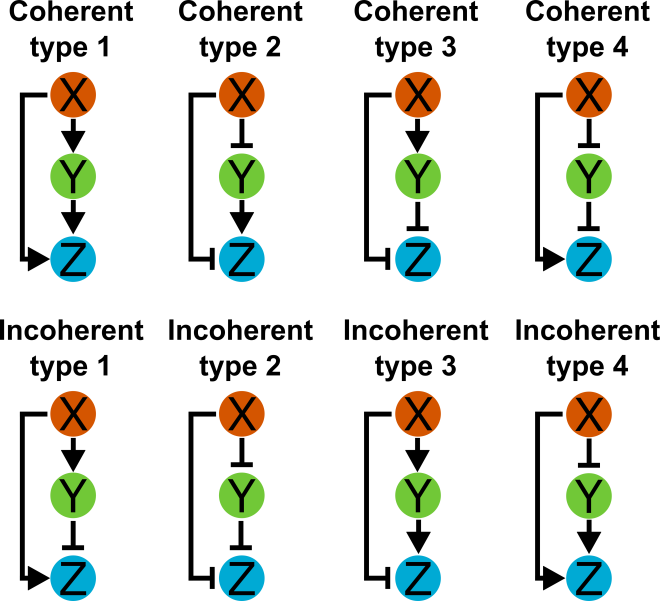 Coherent type 1
Coherent type 2
Coherent type 3
Coherent type 4
X
X
X
X
Y
Y
Y
Y
Z
Z
Z
Z
Incoherent type 1
Incoherent type 2
Incoherent type 3
Incoherent type 4
X
X
X
X
Y
Y
Y
Y
Z
Z
Z
Z